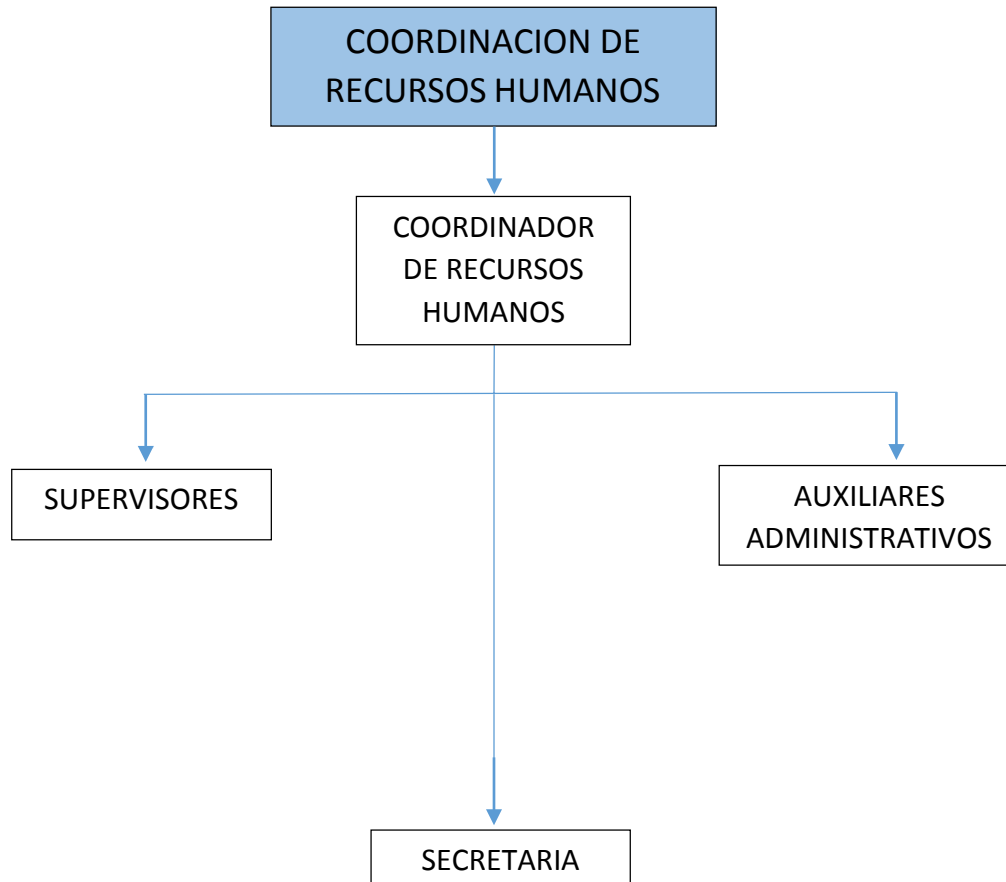 COORDINACION DE
RECURSOS HUMANOS
COORDINADOR
DE RECURSOS
HUMANOS
SUPERVISORES
AUXILIARES
ADMINISTRATIVOS
SECRETARIA